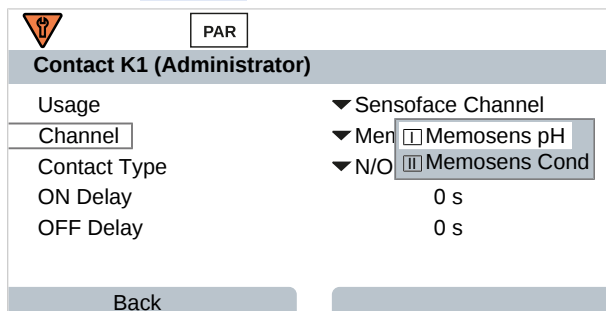 PAR
Contact K1 (Administrator)
Usage Sensoface Channel
Channel Mem I Memosens pH
Contact Type N/O II Memosens Cond
ON Delay 0 s
OFF Delay 0 s
Back